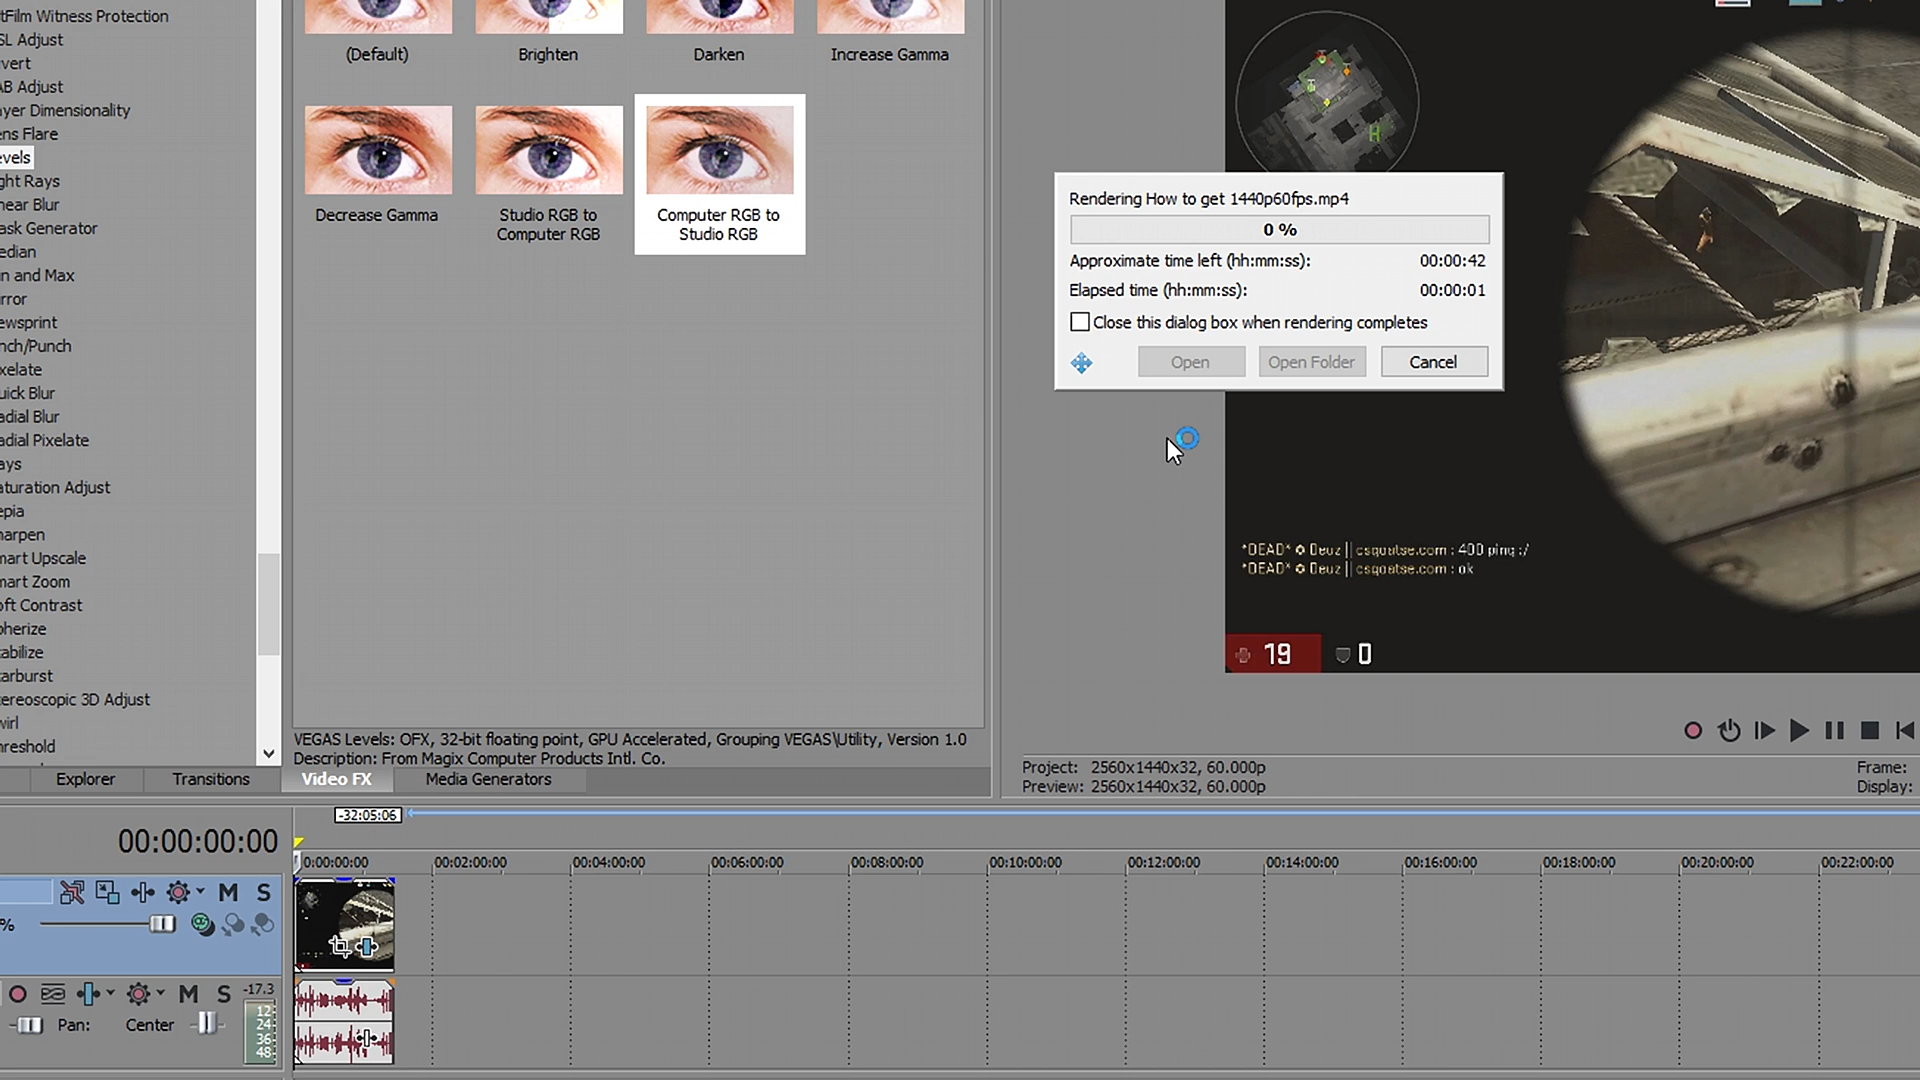 tFilm Witness Protection
SL Adjust
vert
AB Adjust
yer Dimensionality
ens Flare
evels
ght Rays
near Blur
ask Generator
edian
n and Max
rror
ewsprint
nch/Punch
xelate
uick Blur
adial Blur
adial Pixelate
ays
aturation Adjust
epia
harpen
mart Upscale
mart Zoom
oft Contrast
pherize
tabilize
tarburst
tereoscopic 3D Adjust
wirl
hreshold
(Default)
Brighten
Darken
Increase Gamma
Decrease Gamma
Studio RGB to
Computer RGB
Computer RGB to
Studio RGB
VEGAS Levels: OFX, 32-bit floating point, GPU Accelerated, Grouping VEGAS\Utility, Version 1.0
Description: From Magix Computer Products Intl. Co.
Explorer
Transitions
Video FX
Media Generators
H
Rendering How to get 1440p60fps.mp4
0 %
Approximate time left (hh:mm:ss): 00:00:42
Elapsed time (hh:mm:ss): 00:00:01
Close this dialog box when rendering completes
Open
Open Folder
Cancel
*DEAD* ✪ Deuz || csgoatse.com : 400 ping :/
*DEAD* ✪ Deuz || csgoatse.com : ok
19
0
Project: 2560x1440x32, 60.000p
Preview: 2560x1440x32, 60.000p
Frame:
Display:
-32:05:06
00:00:00:00
0:00:00:00
00:02:00:00
00:04:00:00
00:06:00:00
00:08:00:00
00:10:00:00
00:12:00:00
00:14:00:00
00:16:00:00
00:18:00:00
00:20:00:00
00:22:00:00
M S
%
M S
-17.3
12
24
36
48
Pan: Center